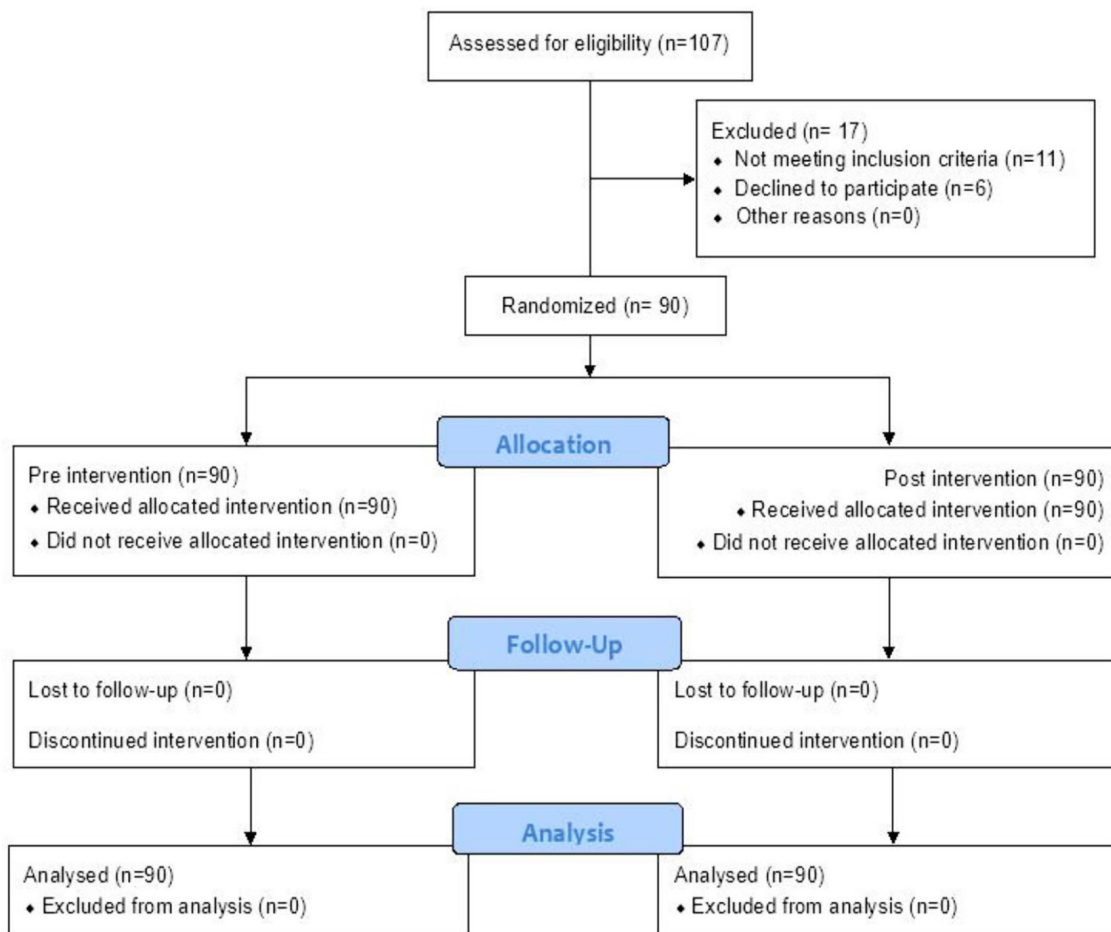 Assessed for eligibility (n=107)
Excluded (n= 17)
⬥ Not meeting inclusion criteria (n=11)
⬥ Declined to participate (n=6)
⬥ Other reasons (n=0)
Randomized (n= 90)
Allocation
Pre intervention (n=90)
⬥ Received allocated intervention (n=90)
⬥ Did not receive allocated intervention (n=0)
Post intervention (n=90)
⬥ Received allocated intervention (n=90)
⬥ Did not receive allocated intervention (n=0)
Follow-Up
Lost to follow-up (n=0)
Discontinued intervention (n=0)
Lost to follow-up (n=0)
Discontinued intervention (n=0)
Analysis
Analysed (n=90)
⬥ Excluded from analysis (n=0)
Analysed (n=90)
⬥ Excluded from analysis (n=0)